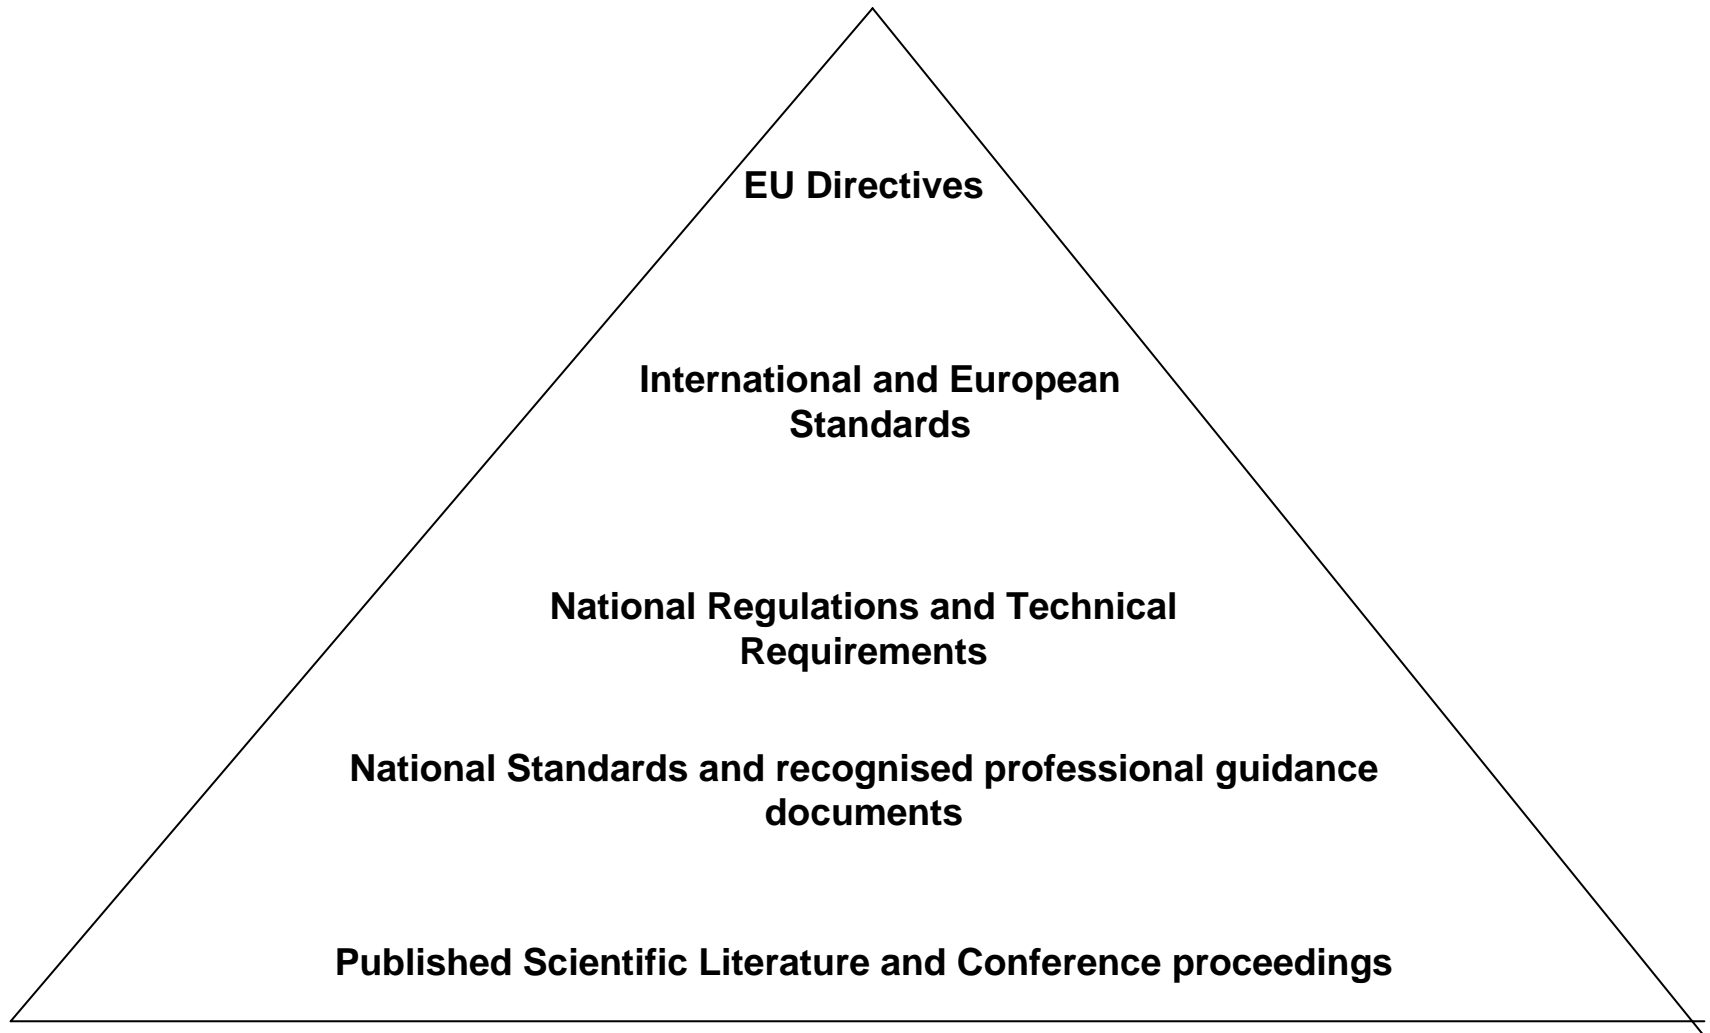 EU Directives
International and European
Standards
National Regulations and Technical
Requirements
National Standards and recognised professional guidance
documents
Published Scientific Literature and Conference proceedings